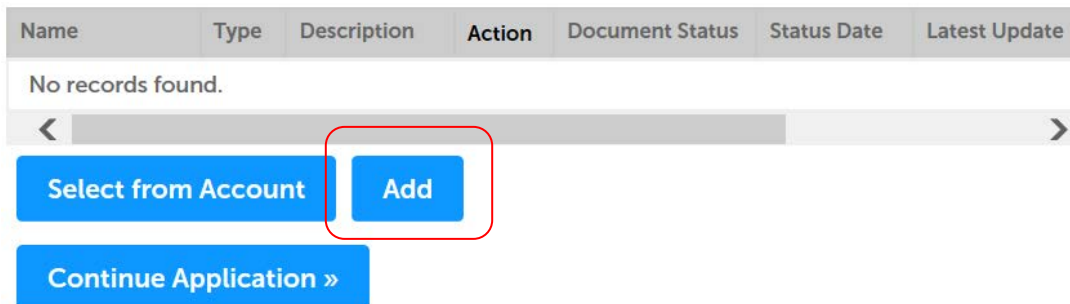 Name Type Description Action Document Status Status Date Latest Update
No records found.
Select from Account Add
Continue Application »